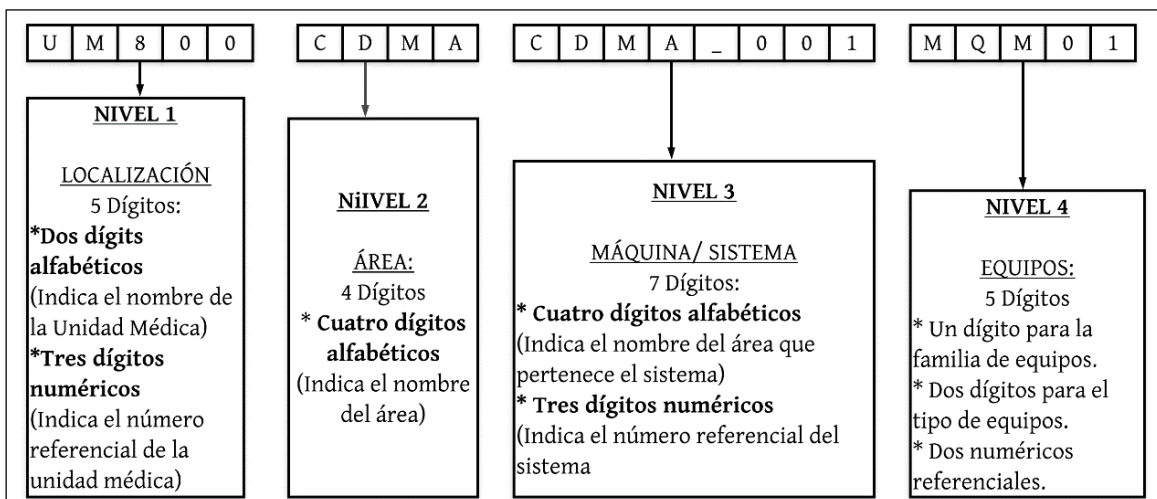 U M 8 0 0
C D M A
C D M A _ 0 0 1
M Q M 0 1
NIVEL 1
LOCALIZACIÓN
5 Dígitos:
*Dos dígits
alfabéticos
(Indica el nombre de
la Unidad Médica)
*Tres dígitos
numéricos
(Indica el número
referencial de la
unidad médica)
NiIVEL 2
ÁREA:
4 Dígitos
* Cuatro dígitos
alfabéticos
(Indica el nombre
del área)
NIVEL 3
MÁQUINA/ SISTEMA
7 Dígitos:
* Cuatro dígitos alfabéticos
(Indica el nombre del área que
pertenece el sistema)
* Tres dígitos numéricos
(Indica el número referencial del
sistema
NIVEL 4
EQUIPOS:
5 Dígitos
* Un dígito para la
familia de equipos.
* Dos dígitos para el
tipo de equipos.
* Dos numéricos
referenciales.